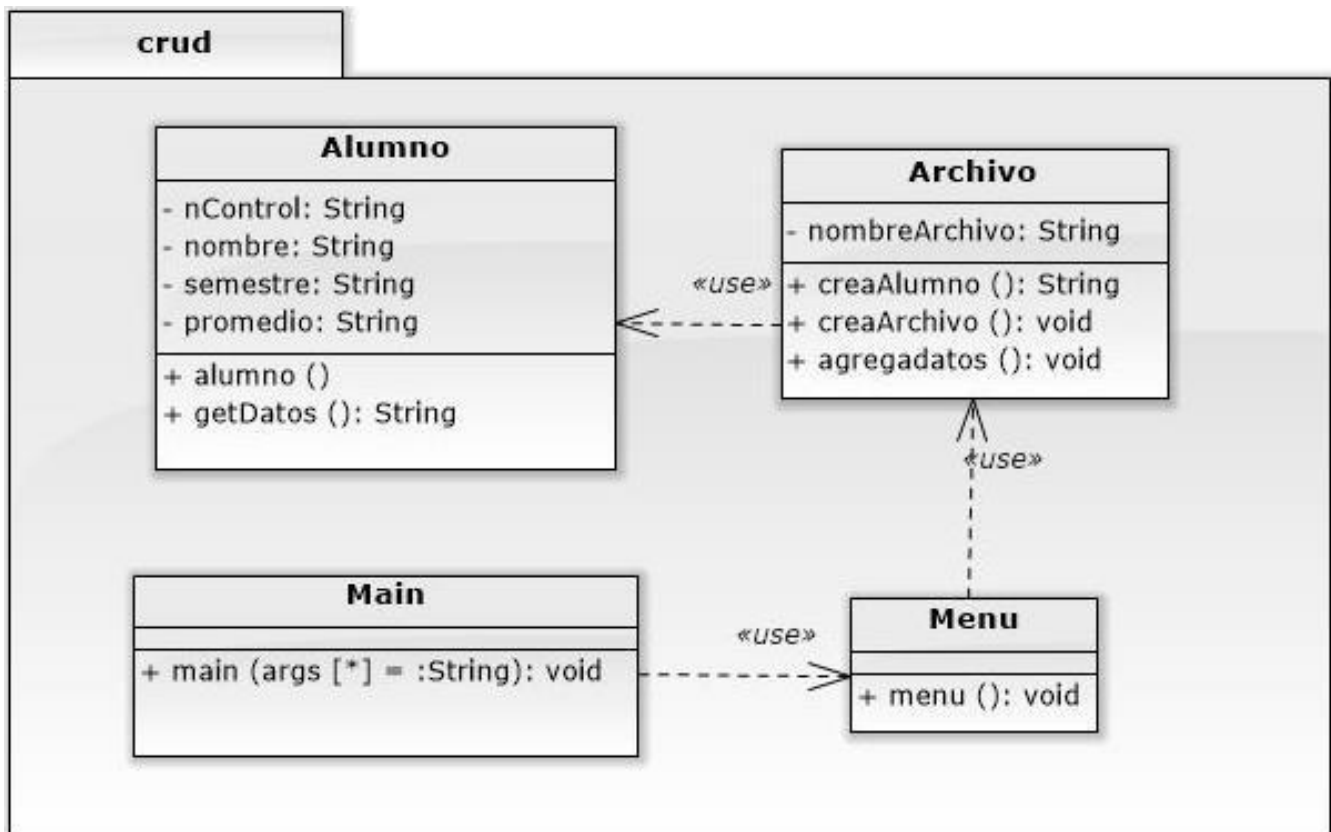 crud
Alumno
- nControl: String
- nombre: String
- semestre: String
- promedio: String
+ alumno ()
+ getDatos (): String
«use»
Archivo
- nombreArchivo: String
+ creaAlumno (): String
+ creaArchivo (): void
+ agregadatos (): void
«use»
Main
+ main (args [*] = :String): void
«use»
Menu
+ menu (): void